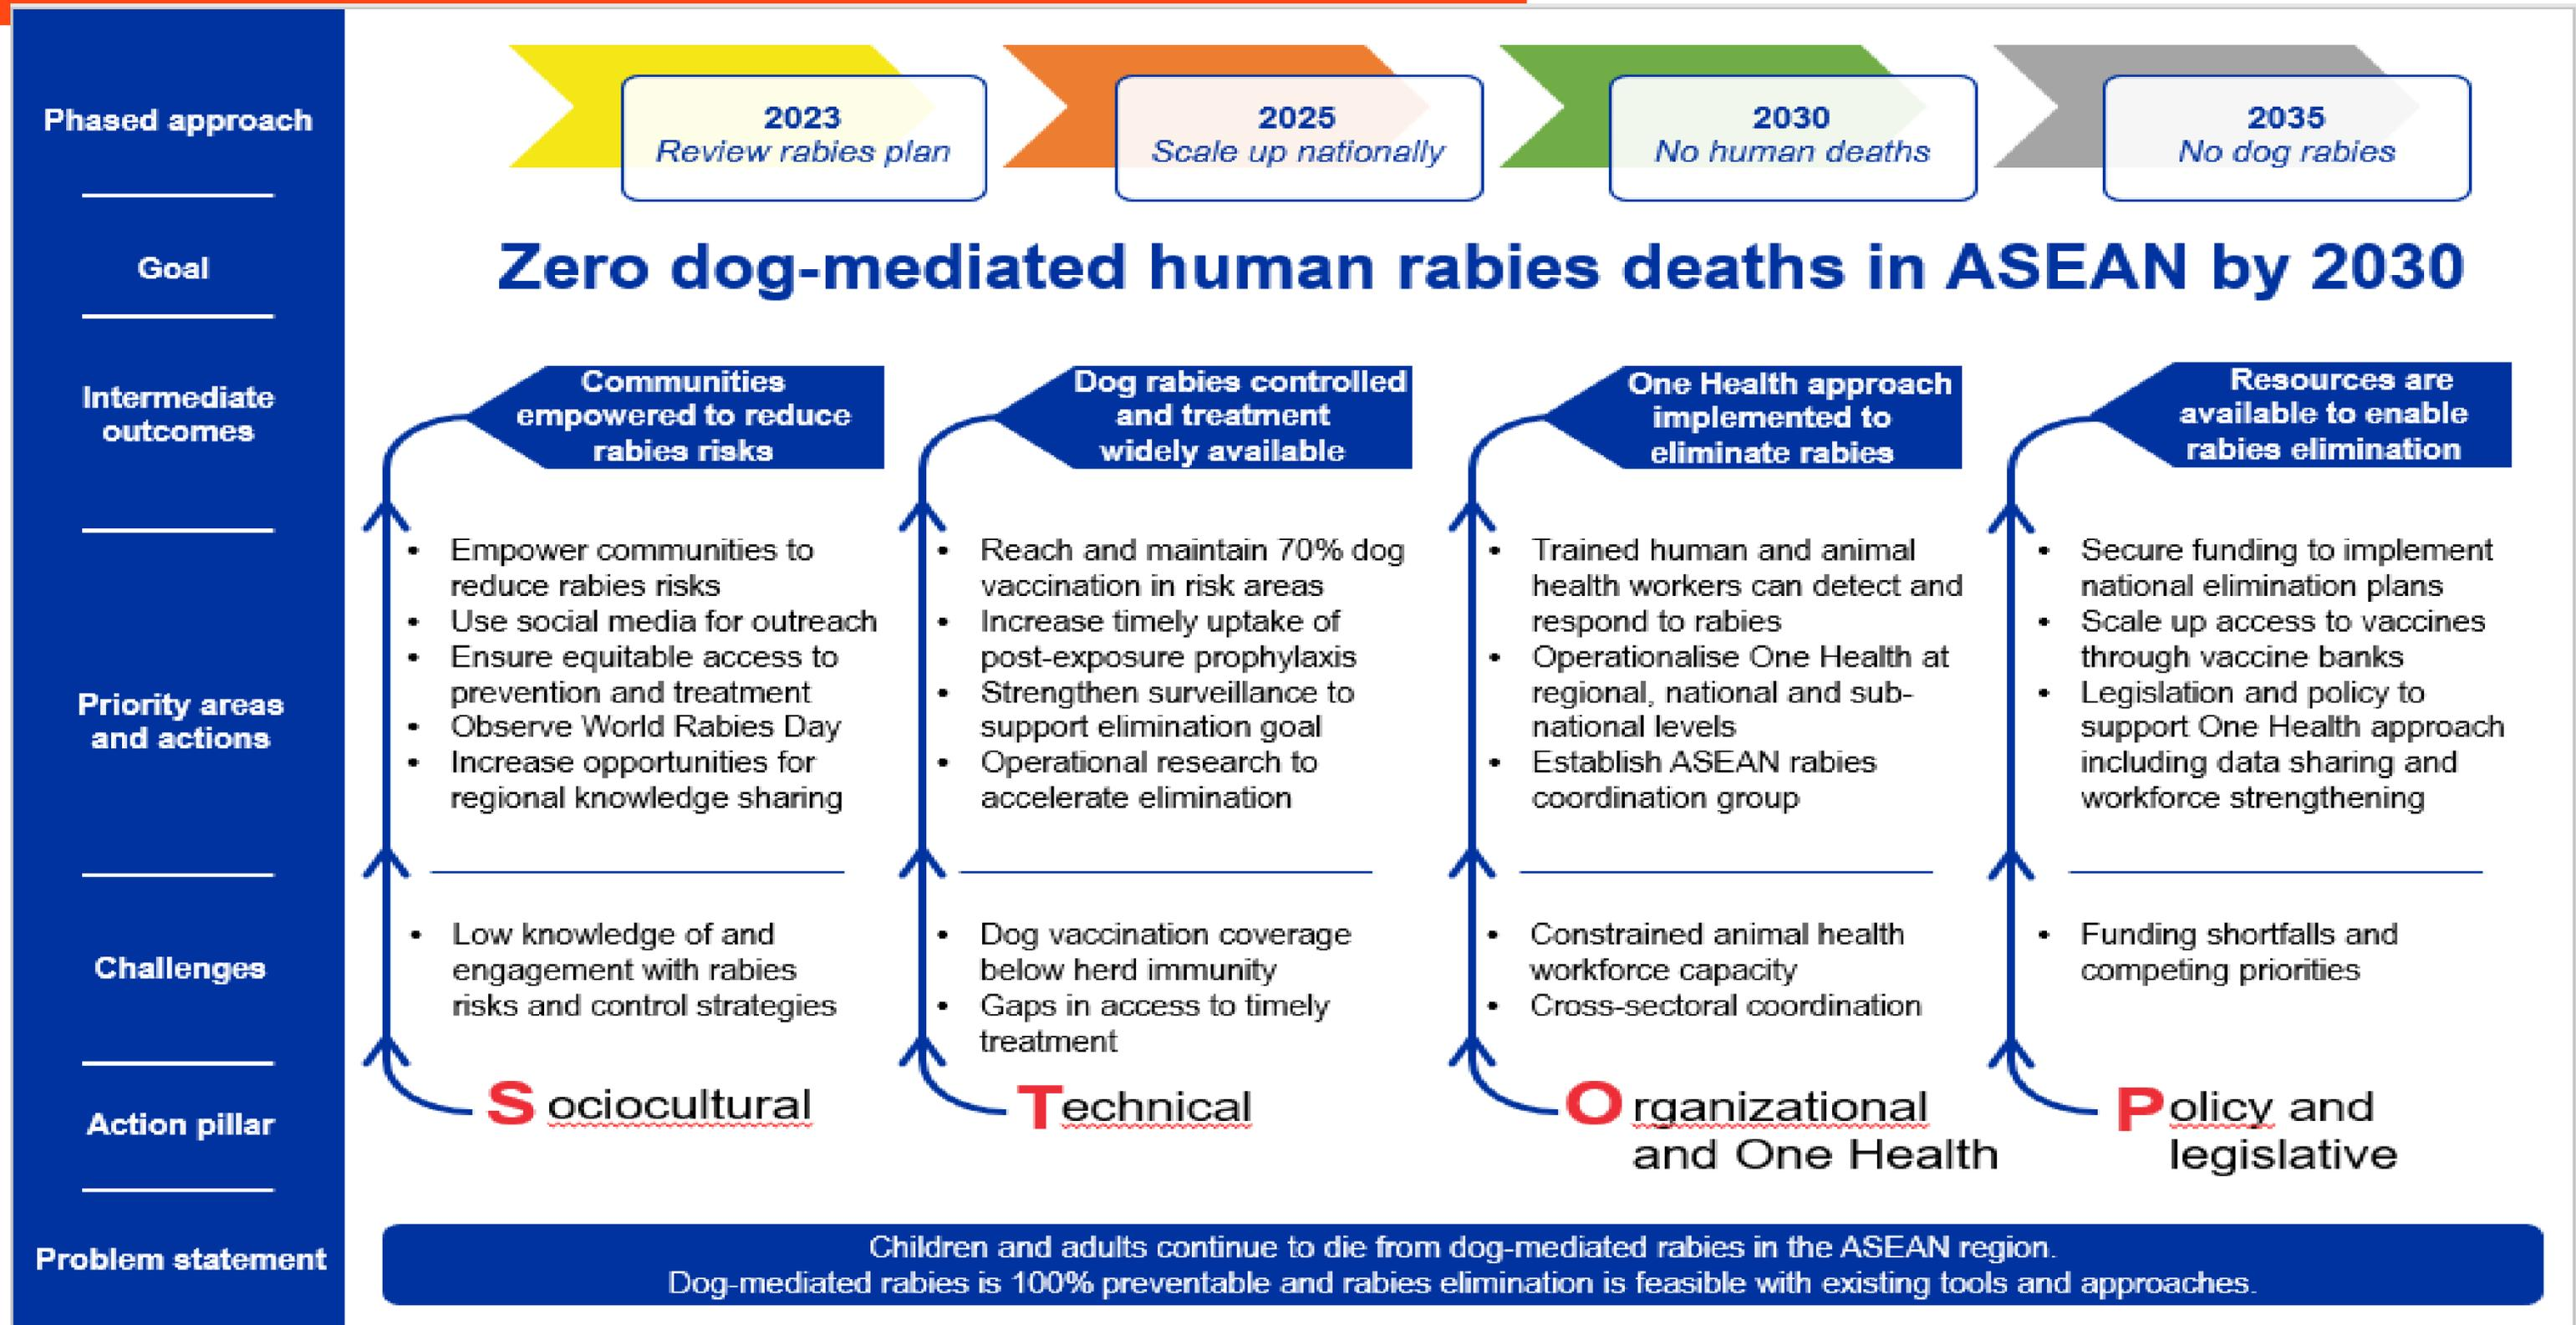 Phased approach
2023
Review rabies plan
2025
Scale up nationally
2030
No human deaths
2035
No dog rabies
Goal
Zero dog-mediated human rabies deaths in ASEAN by 2030
Intermediate
outcomes
Communities
empowered to reduce
rabies risks
Dog rabies controlled
and treatment
widely available
One Health approach
implemented to
eliminate rabies
Resources are
available to enable
rabies elimination
Priority areas
and actions
• Empower communities to
reduce rabies risks
• Use social media for outreach
• Ensure equitable access to
prevention and treatment
• Observe World Rabies Day
• Increase opportunities for
regional knowledge sharing
• Reach and maintain 70% dog
vaccination in risk areas
• Increase timely uptake of
post-exposure prophylaxis
• Strengthen surveillance to
support elimination goal
• Operational research to
accelerate elimination
• Trained human and animal
health workers can detect and
respond to rabies
• Operationalise One Health at
regional, national and sub-
national levels
• Establish ASEAN rabies
coordination group
• Secure funding to implement
national elimination plans
• Scale up access to vaccines
through vaccine banks
• Legislation and policy to
support One Health approach
including data sharing and
workforce strengthening
Challenges
• Low knowledge of and
engagement with rabies
risks and control strategies
• Dog vaccination coverage
below herd immunity
• Gaps in access to timely
treatment
• Constrained animal health
workforce capacity
• Cross-sectoral coordination
• Funding shortfalls and
competing priorities
Action pillar
Sociocultural
Technical
Organizational
and One Health
Policy and
legislative
Problem statement
Children and adults continue to die from dog-mediated rabies in the ASEAN region.
Dog-mediated rabies is 100% preventable and rabies elimination is feasible with existing tools and approaches.